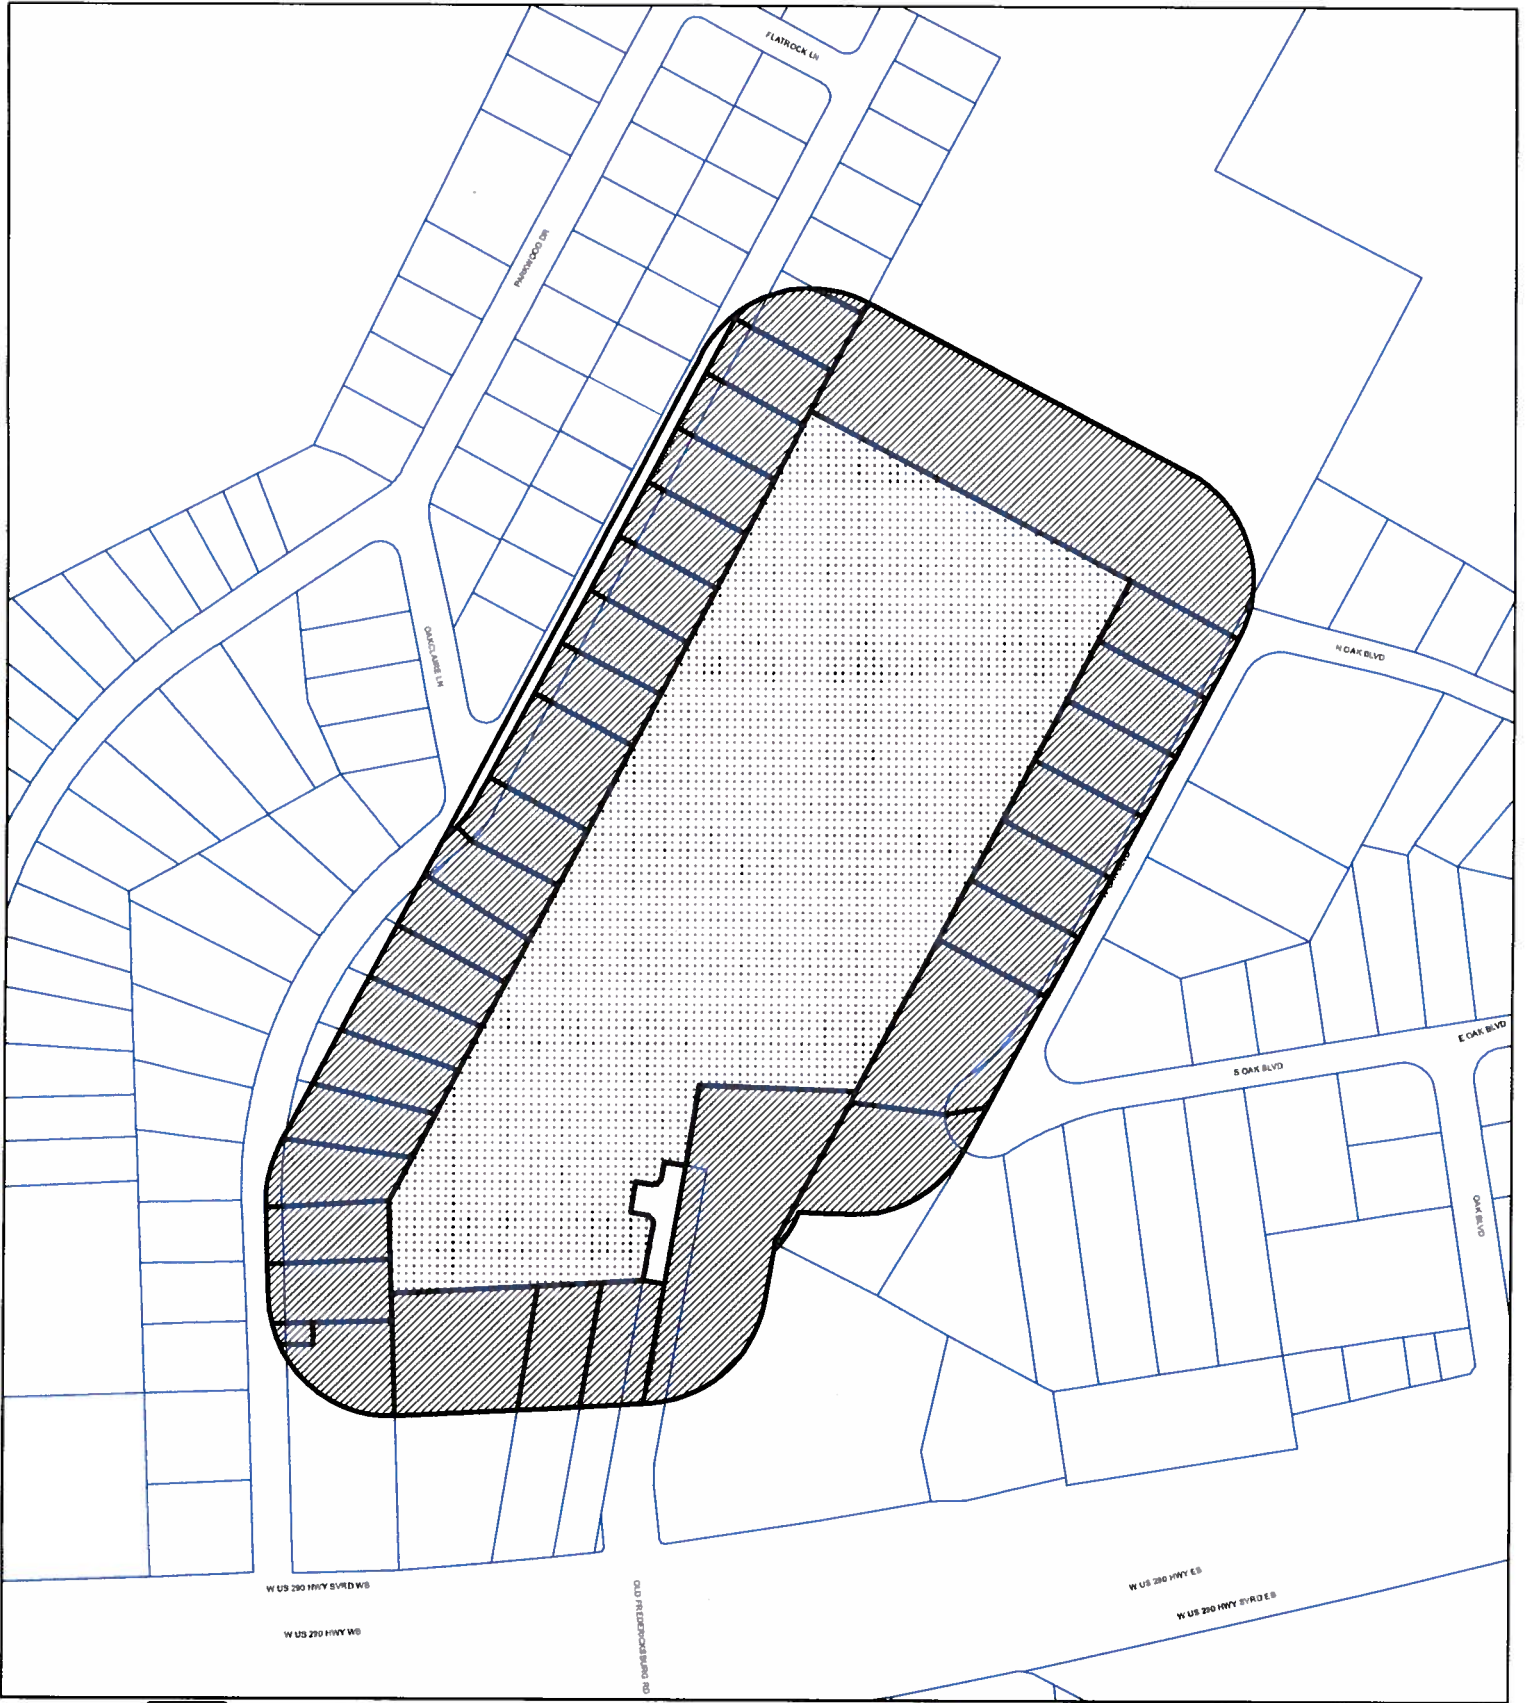 FLATROCK LN
PARKWOOD DR
OAKCLAIRE LN
N OAK BLVD
E OAK BLVD
S OAK BLVD
OAK BLVD
W US 290 HWY EB
W US 290 HWY SVRD WB
W US 290 HWY SVRD EB
W US 290 HWY WB
OLD FREDERICKSBURG RD